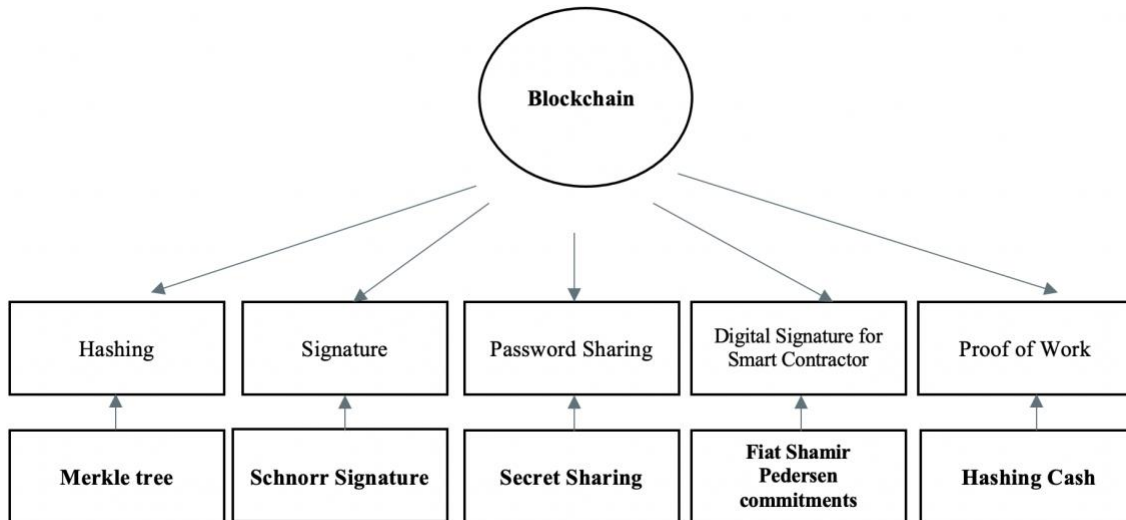 Blockchain
Hashing
Signature
Password Sharing
Digital Signature for
Smart Contractor
Proof of Work
Merkle tree
Schnorr Signature
Secret Sharing
Fiat Shamir
Pedersen
commitments
Hashing Cash